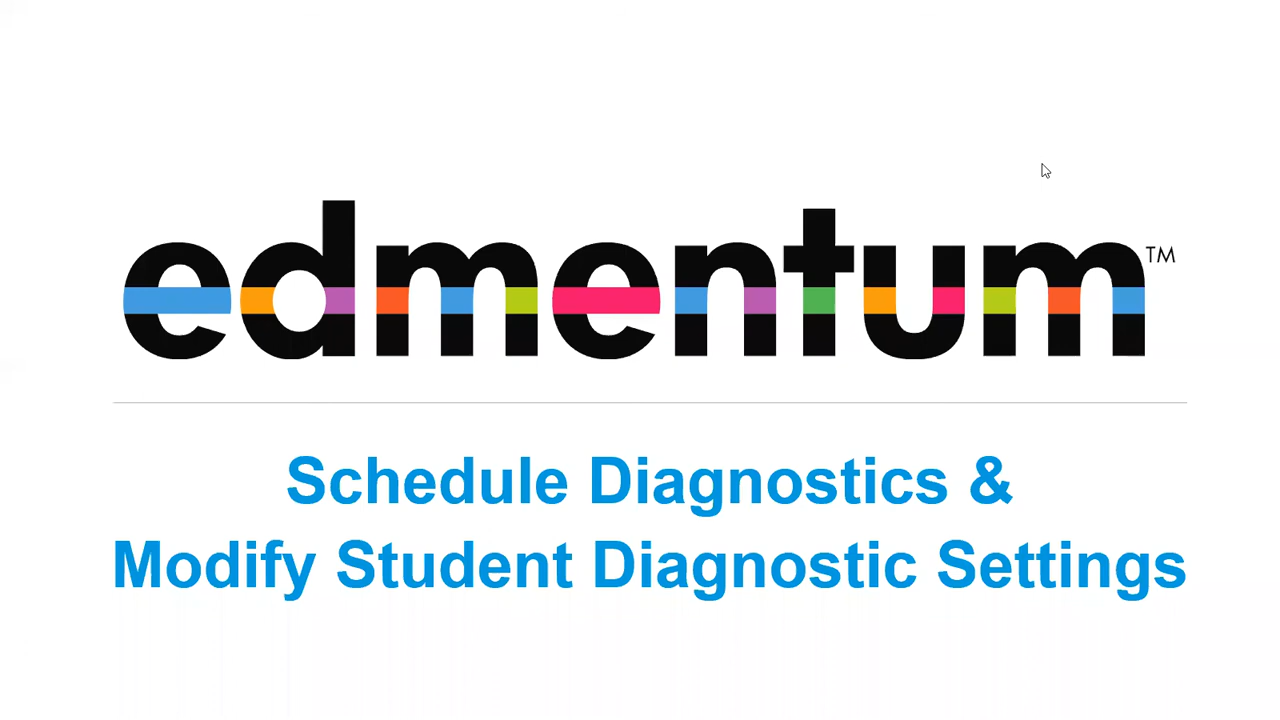 edmentum™
Schedule Diagnostics &
Modify Student Diagnostic Settings